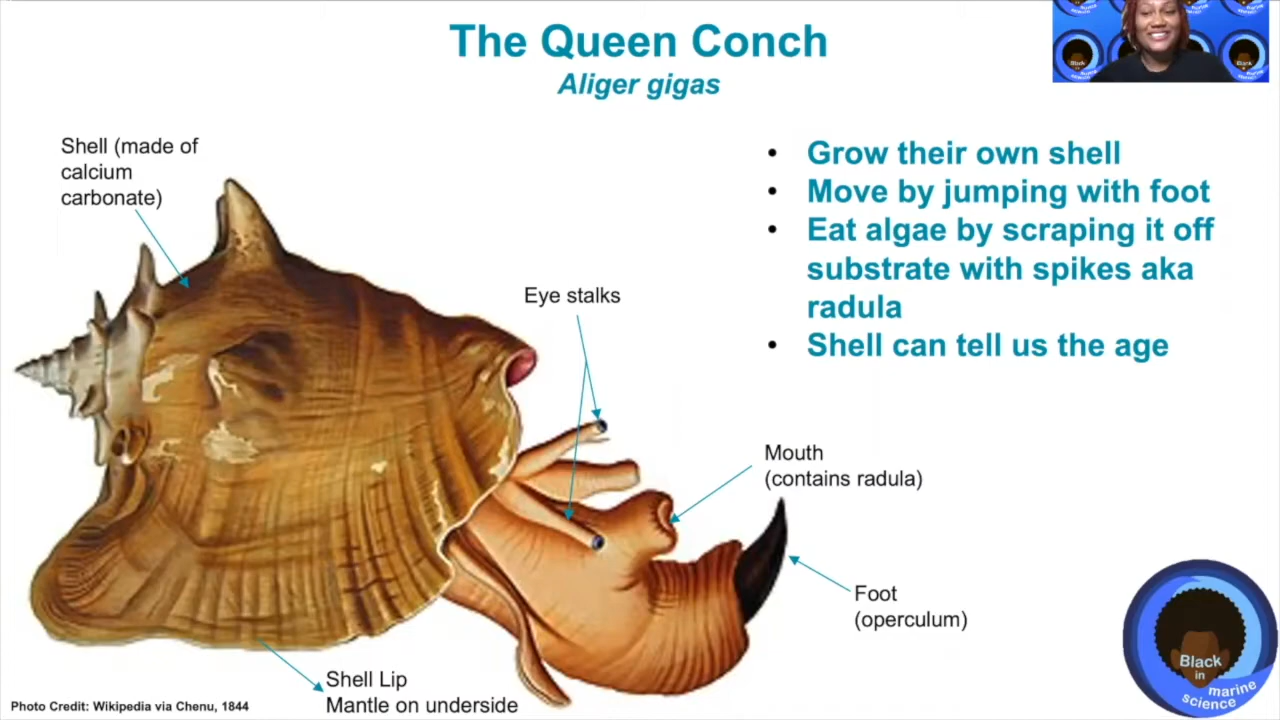 The Queen Conch
Aliger gigas
Shell (made of
calcium
carbonate)
Eye stalks
Mouth
(contains radula)
Foot
(operculum)
Shell Lip
Mantle on underside
• Grow their own shell
• Move by jumping with foot
• Eat algae by scraping it off
substrate with spikes aka
radula
• Shell can tell us the age
Photo Credit: Wikipedia via Chenu, 1844
Black
in
marine
science